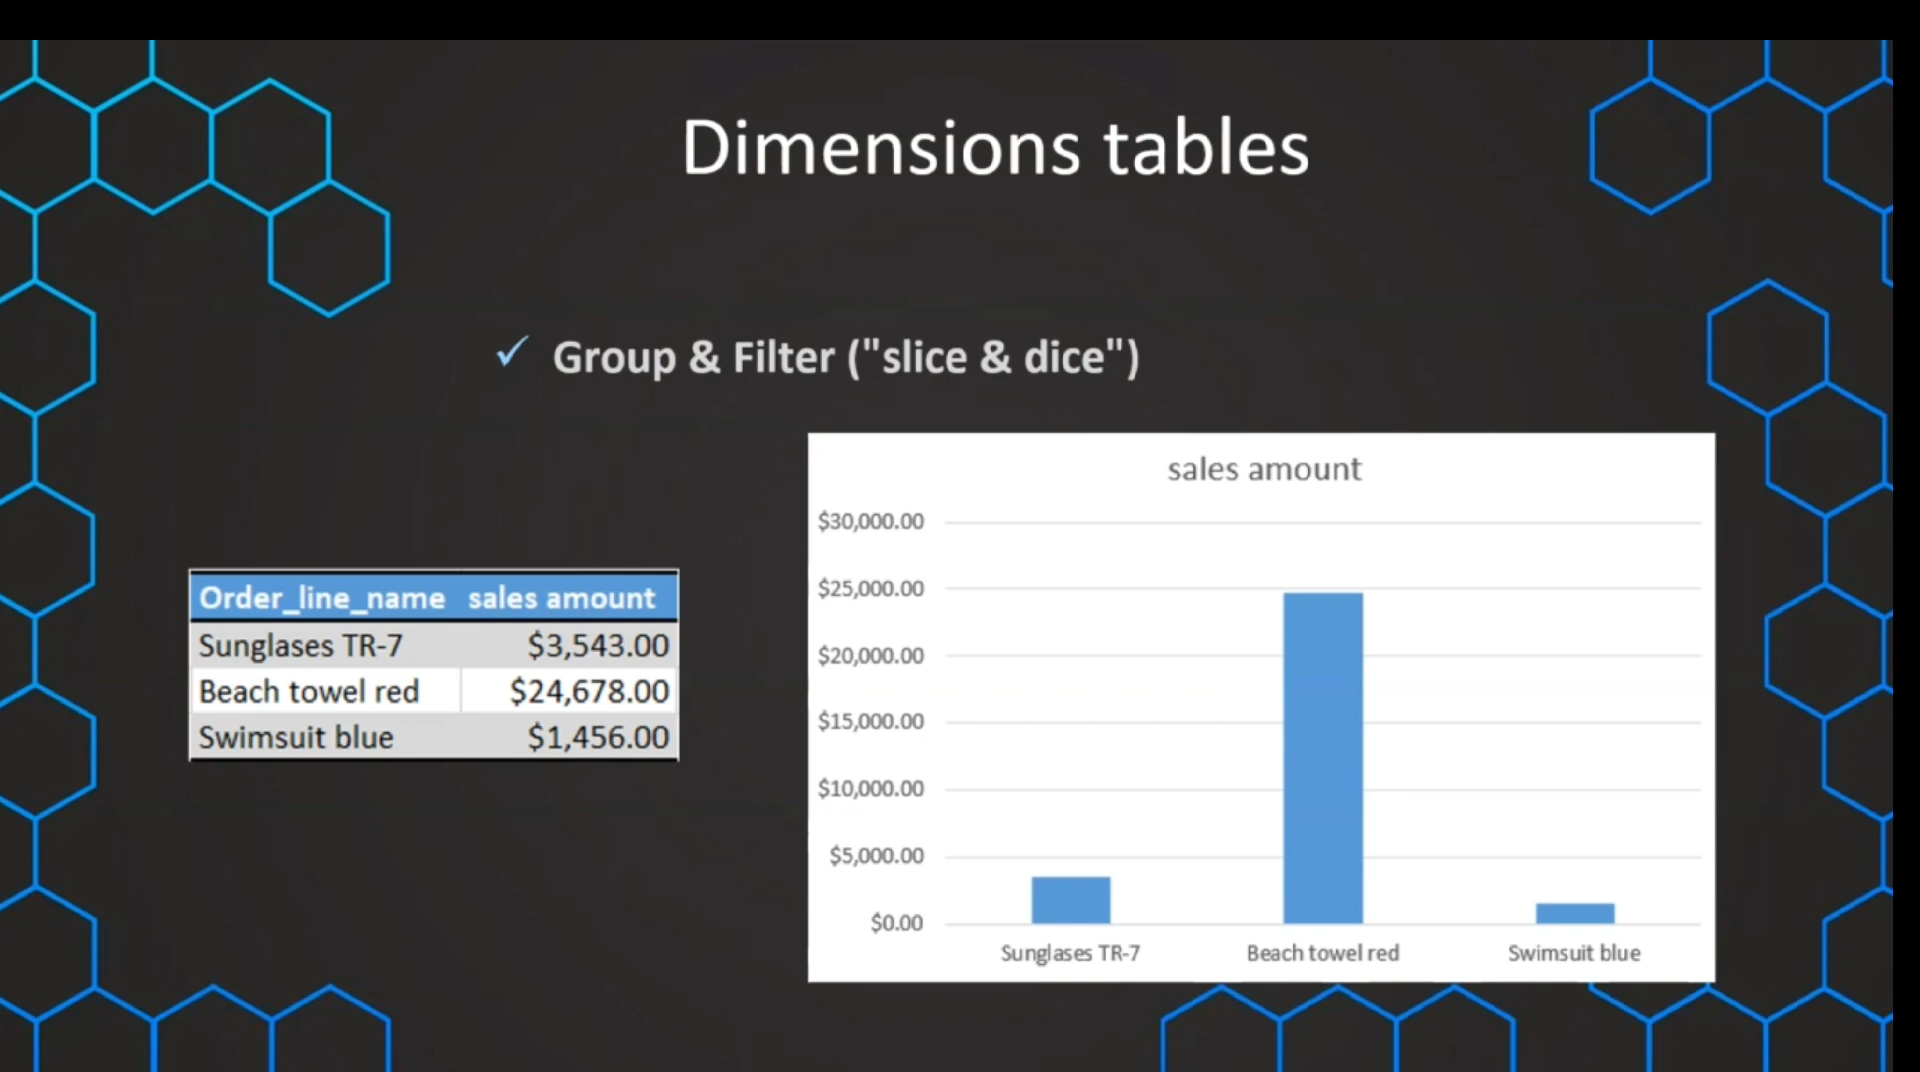 Dimensions tables
✓ Group & Filter ("slice & dice")
Order_line_name sales amount
Sunglases TR-7 $3,543.00
Beach towel red $24,678.00
Swimsuit blue $1,456.00
sales amount
$30,000.00
$25,000.00
$20,000.00
$15,000.00
$10,000.00
$5,000.00
$0.00
Sunglases TR-7 Beach towel red Swimsuit blue